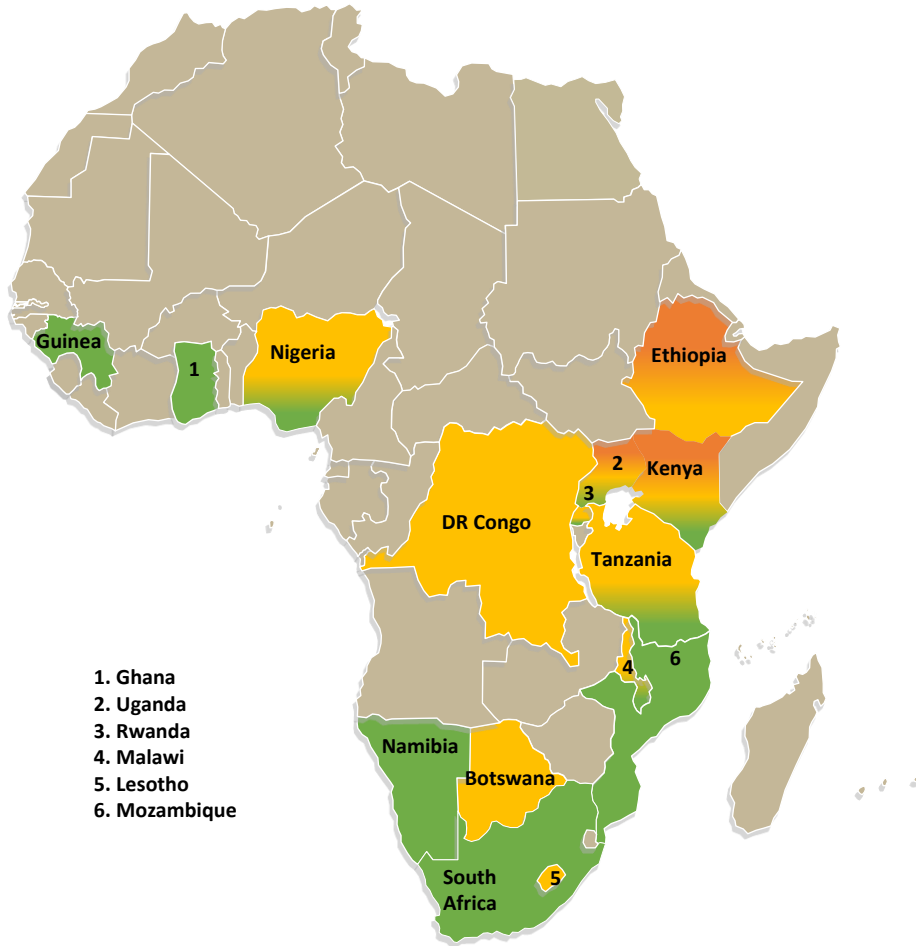 Guinea
1
Nigeria
Ethiopia
2
Kenya
3
DR Congo
Tanzania
4
6
1. Ghana
2. Uganda
3. Rwanda
4. Malawi
5. Lesotho
6. Mozambique
Namibia
Botswana
South
Africa
5